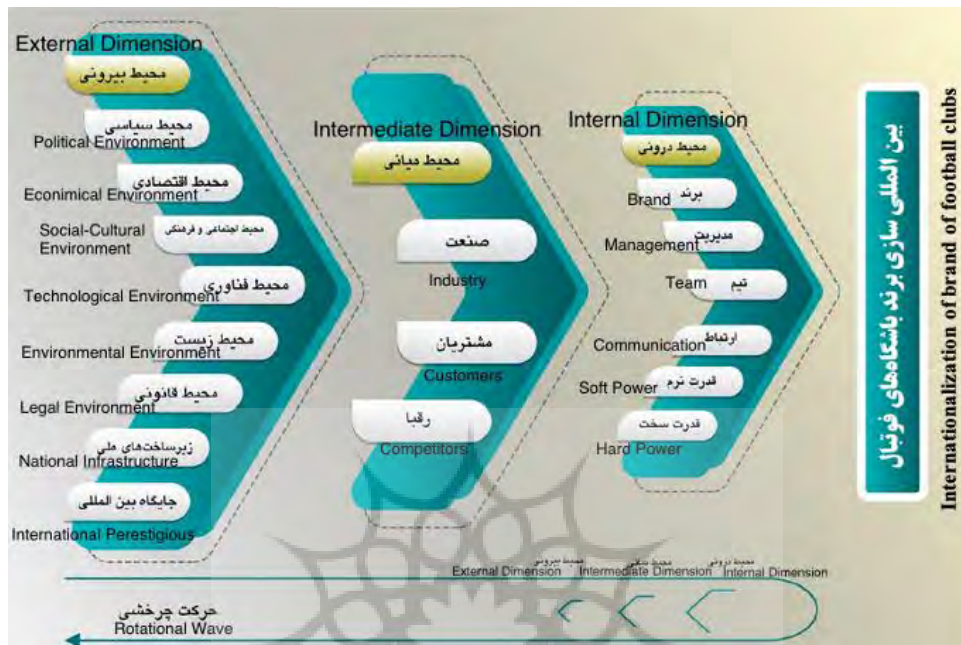 External Dimension
محیط بیرونی
محیط سیاسی
Political Environment
محیط اقتصادی
Econimical Environment
محیط اجتماعی و فرهنگی
Social-Cultural
Environment
محیط فناوری
Technological Environment
محیط زیست
Environmental Environment
محیط قانونی
Legal Environment
زیرساخت‌های ملی
National Infrastructure
جایگاه بین المللی
International Perestigious
Intermediate Dimension
محیط میانی
صنعت
Industry
مشتریان
Customers
رقبا
Competitors
Internal Dimension
محیط درونی
برند
Brand
مدیریت
Management
تیم
Team
ارتباط
Communication
قدرت نرم
Soft Power
قدرت سخت
Hard Power
بین المللی سازی برند باشگاه‌های فوتبال
Internationalization of brand of football clubs
محیط بیرونی
External Dimension
محیط میانی
Intermediate Dimension
محیط درونی
Internal Dimension
حرکت چرخشی
Rotational Wave